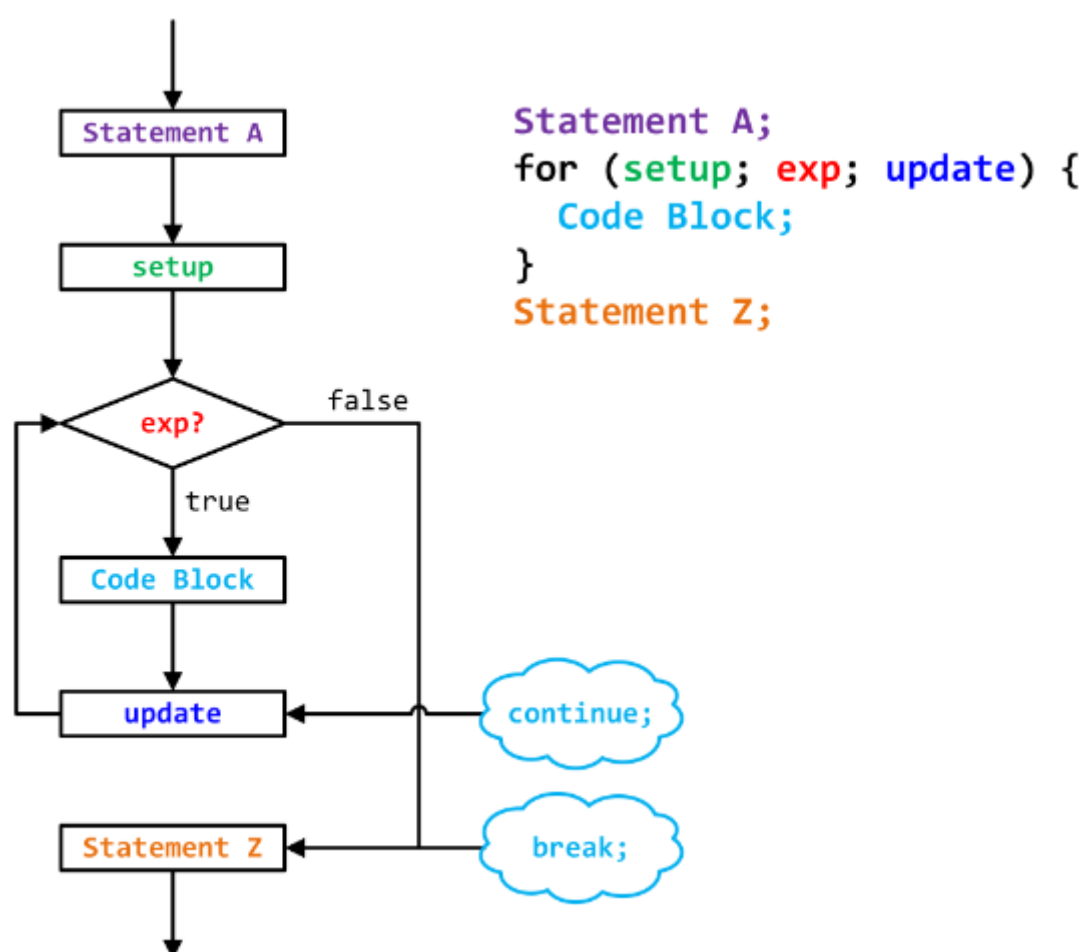 Statement A
setup
exp?
false
true
Code Block
update
continue;
Statement Z
break;
Statement A;
for (setup; exp; update) {
Code Block;
}
Statement Z;